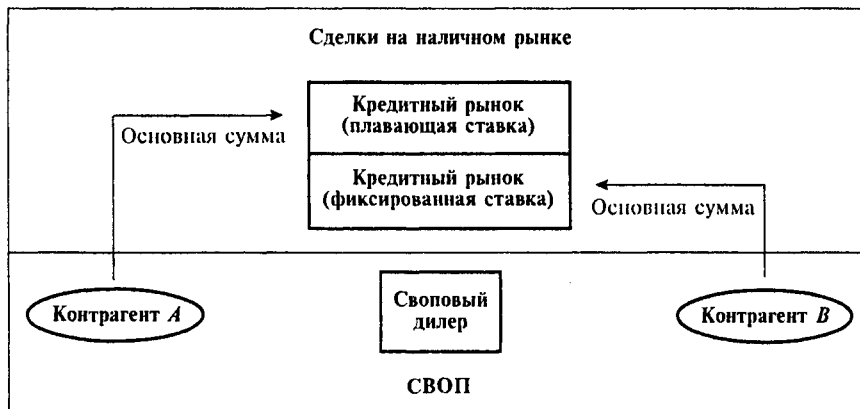 Сделки на наличном рынке
Кредитный рынок
(плавающая ставка)
Основная сумма
Кредитный рынок
(фиксированная ставка)
Основная сумма
Контрагент A
Своповый
дилер
Контрагент B
СВОП